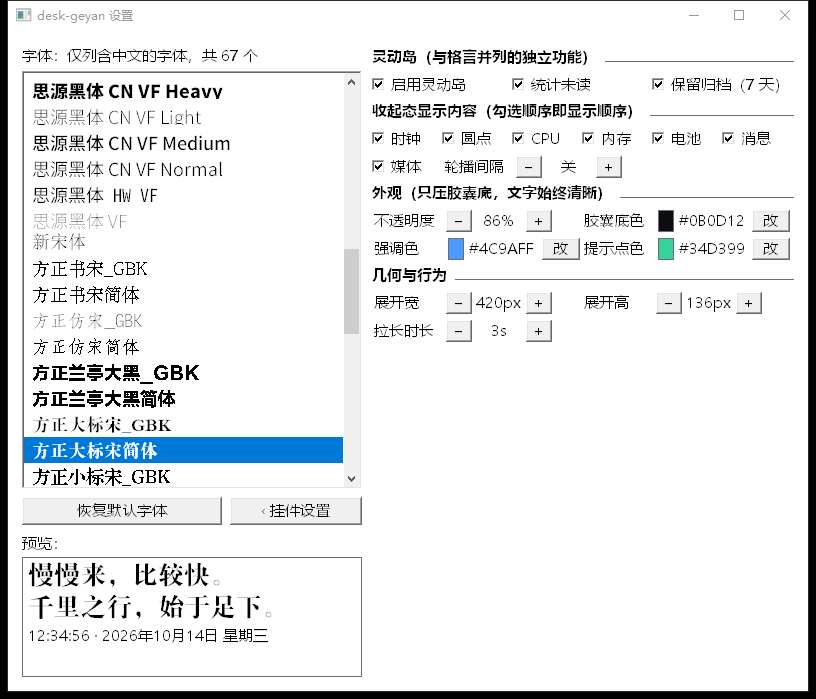 desk-geyan 设置
字体：仅列含中文的字体，共 67 个
思源黑体 CN VF Heavy
思源黑体 CN VF Light
思源黑体 CN VF Medium
思源黑体 CN VF Normal
思源黑体 HW VF
思源黑体 VF
新宋体
方正书宋_GBK
方正书宋简体
方正仿宋_GBK
方正仿宋简体
方正兰亭大黑_GBK
方正兰亭大黑简体
方正大标宋_GBK
方正大标宋简体
方正小标宋_GBK
恢复默认字体 ‹ 挂件设置
预览：
慢慢来，比较快。
千里之行，始于足下。
12:34:56 · 2026年10月14日 星期三
灵动岛（与格言并列的独立功能）
启用灵动岛 统计未读 保留归档（7 天）
收起态显示内容（勾选顺序即显示顺序）
时钟 圆点 CPU 内存 电池 消息
媒体 轮播间隔 − 关 +
外观（只压胶囊底，文字始终清晰）
不透明度 − 86% + 胶囊底色 #0B0D12 改
强调色 #4C9AFF 改 提示点色 #34D399 改
几何与行为
展开宽 − 420px + 展开高 − 136px +
拉长时长 − 3s +